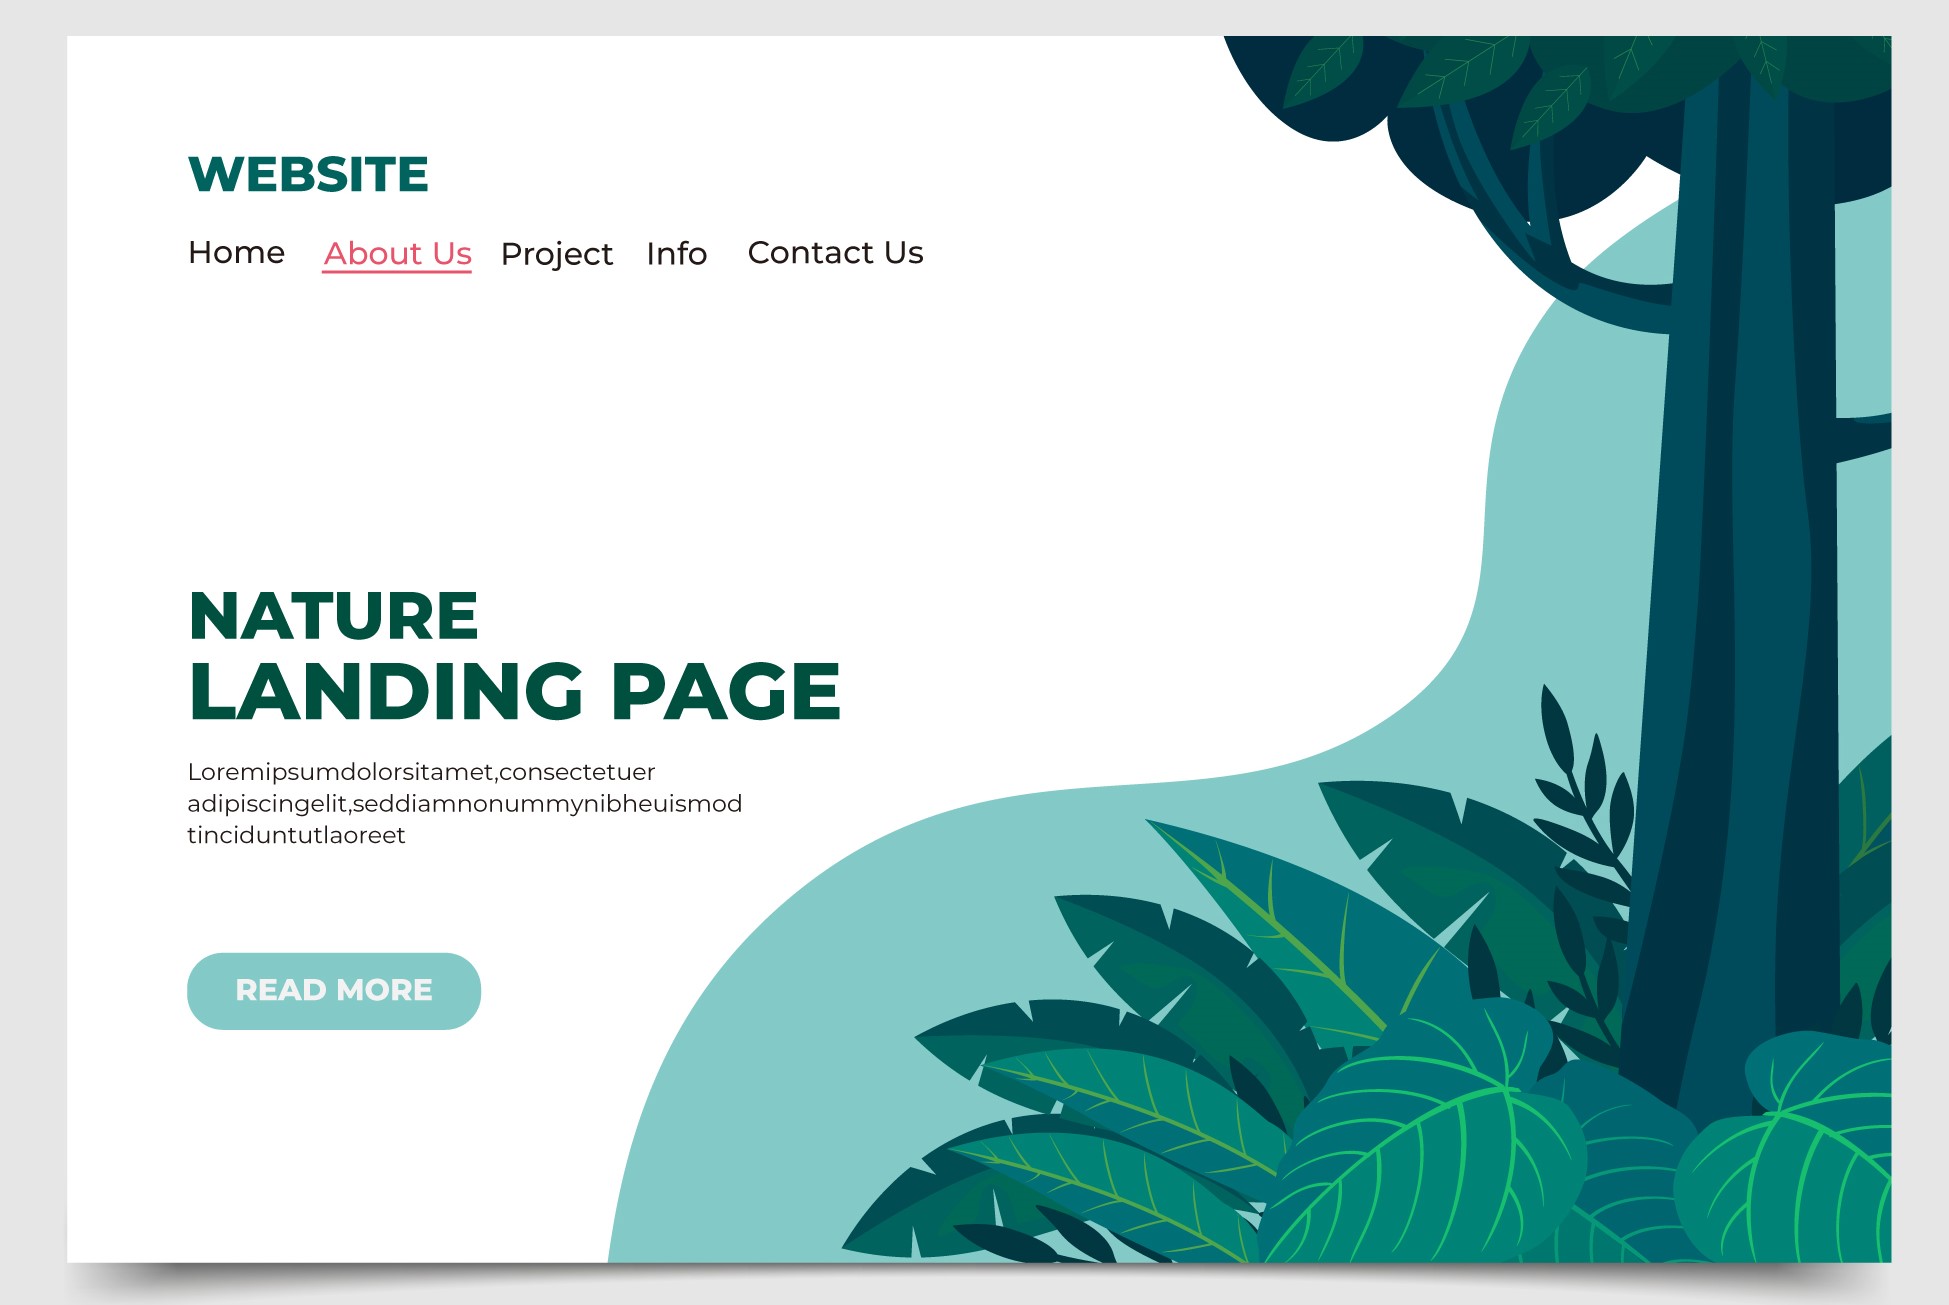 WEBSITE
Home About Us Project Info Contact Us
NATURE
LANDING PAGE
Loremipsumdolorsitamet,consectetuer
adipiscingelit,seddiamnonummynibheuismod
tinciduntutlaoreet
READ MORE